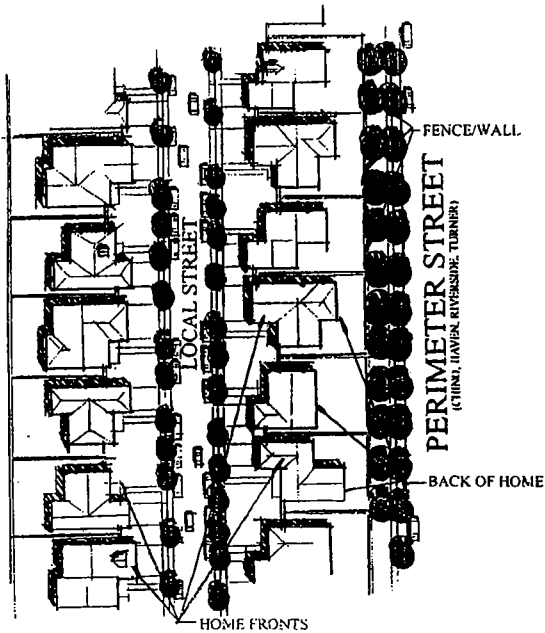 FENCE/WALL
LOCAL STREET
PERIMETER STREET
(CHINO, HAVEN, RIVERSIDE, TURNER)
BACK OF HOME
HOME FRONTS